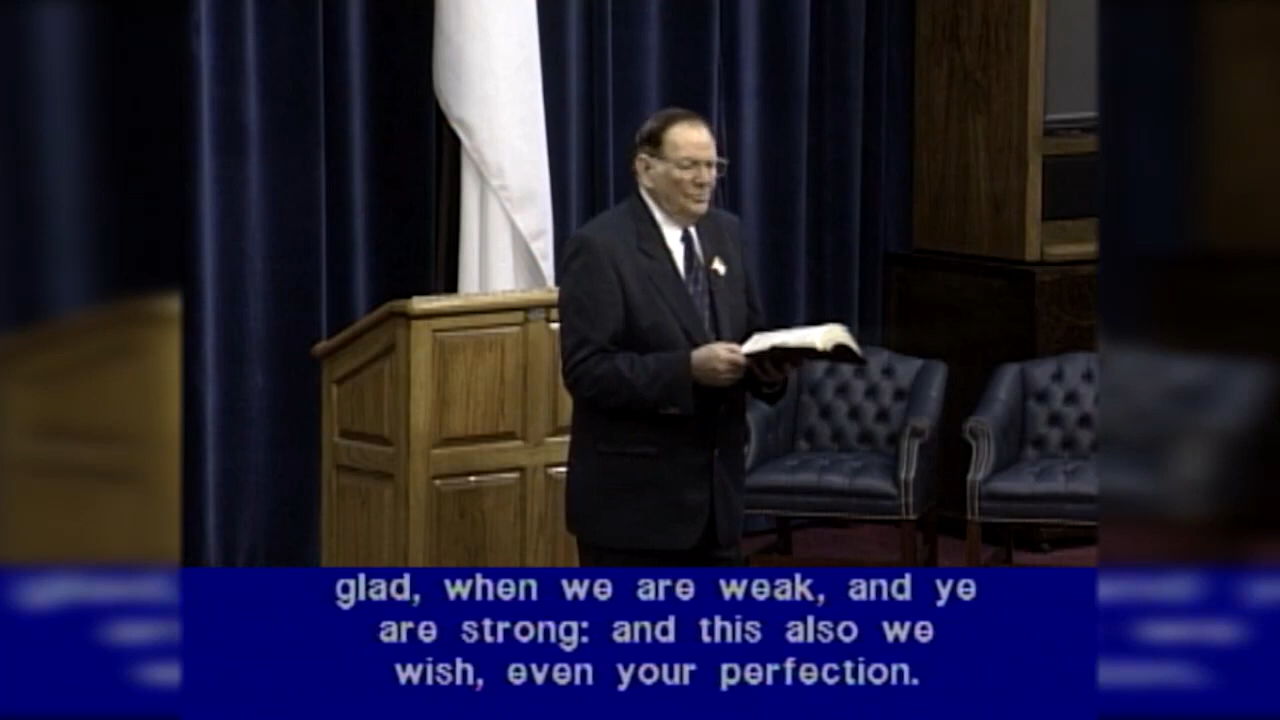 glad, when we are weak, and ye
are strong: and this also we
wish, even your perfection.